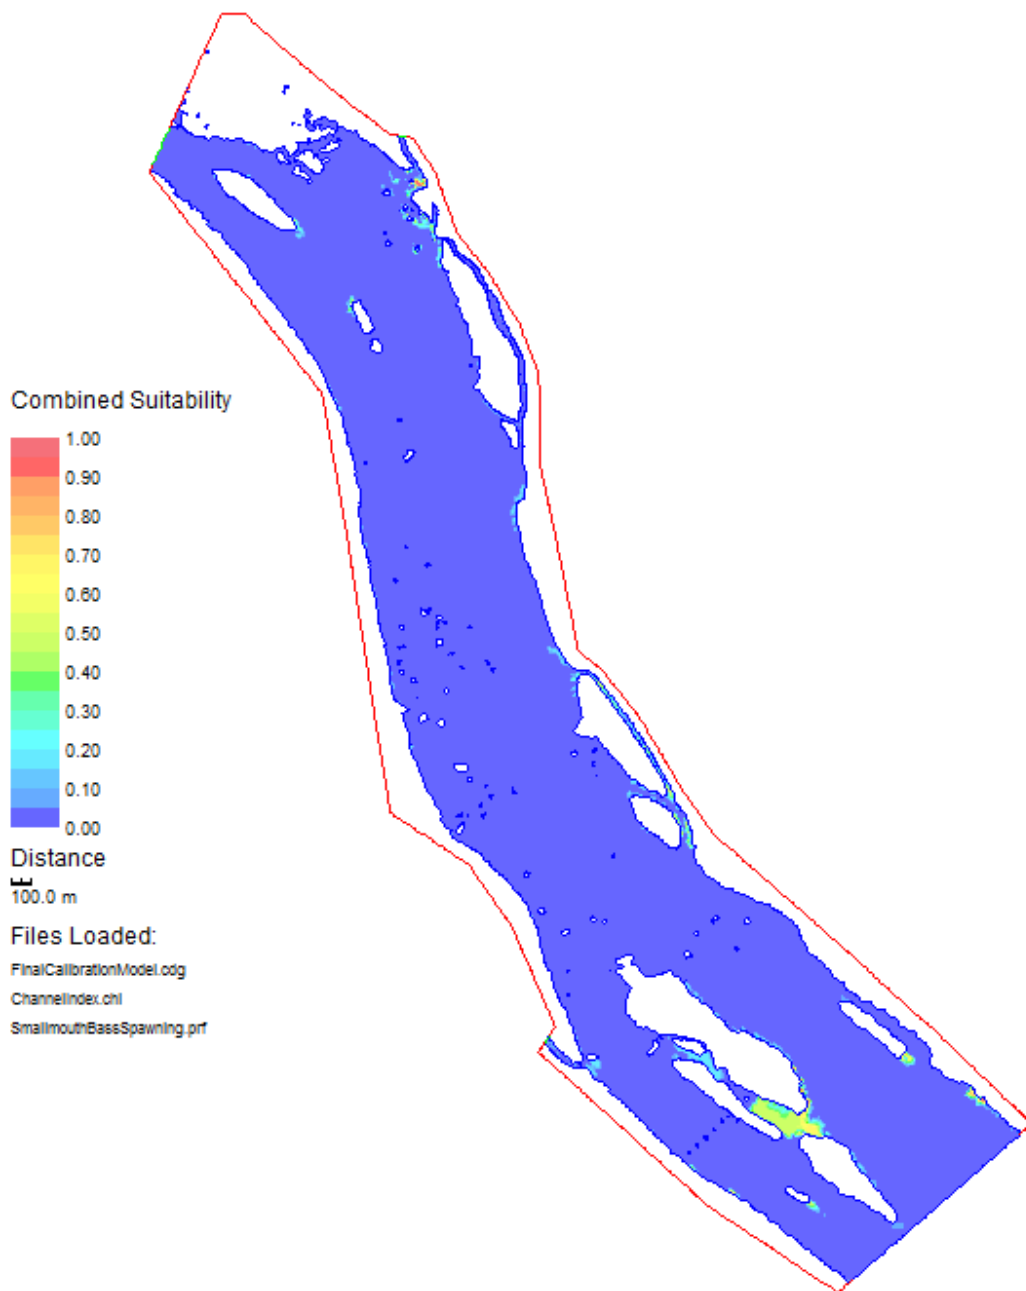 Combined Suitability
1.00
0.90
0.80
0.70
0.60
0.50
0.40
0.30
0.20
0.10
0.00
Distance
100.0 m
Files Loaded:
FinalCalibrationModel.cdg
ChannelIndex.chI
SmallmouthBassSpawning.prf